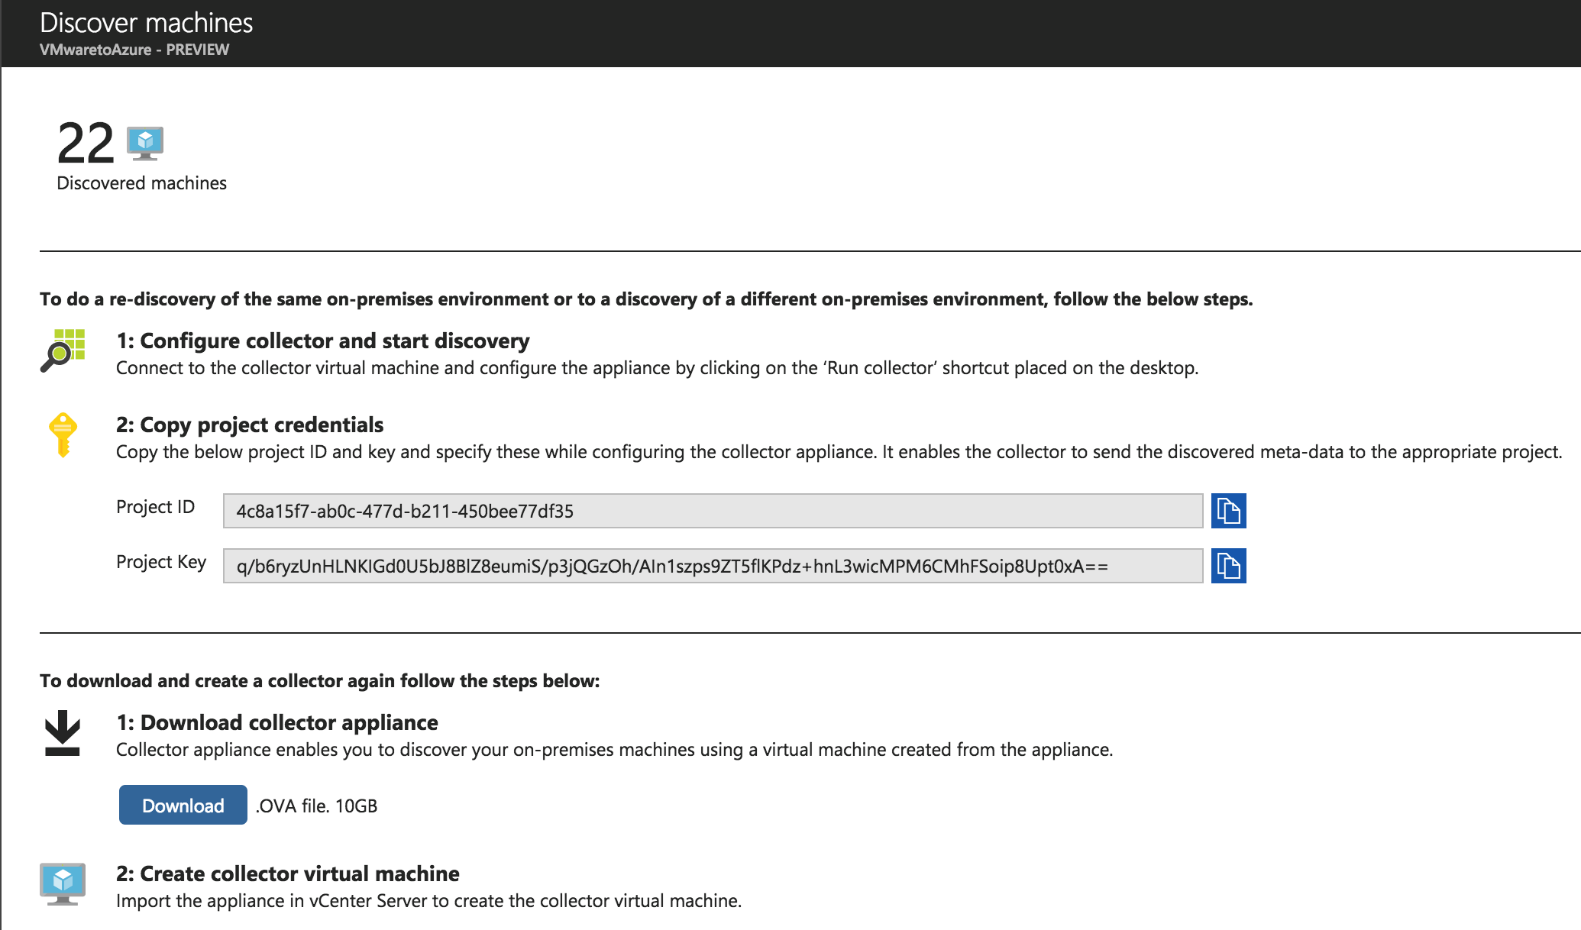 Discover machines
VMwaretoAzure - PREVIEW
22
Discovered machines
To do a re-discovery of the same on-premises environment or to a discovery of a different on-premises environment, follow the below steps.
1: Configure collector and start discovery
Connect to the collector virtual machine and configure the appliance by clicking on the ‘Run collector’ shortcut placed on the desktop.
2: Copy project credentials
Copy the below project ID and key and specify these while configuring the collector appliance. It enables the collector to send the discovered meta-data to the appropriate project.
Project ID 4c8a15f7-ab0c-477d-b211-450bee77df35
Project Key q/b6ryzUnHLNKIGd0U5bJ8BlZ8eumiS/p3jQGzOh/AIn1szps9ZT5flKPdz+hnL3wicMPM6CMhFSoip8Upt0xA==
To download and create a collector again follow the steps below:
1: Download collector appliance
Collector appliance enables you to discover your on-premises machines using a virtual machine created from the appliance.
Download .OVA file. 10GB
2: Create collector virtual machine
Import the appliance in vCenter Server to create the collector virtual machine.